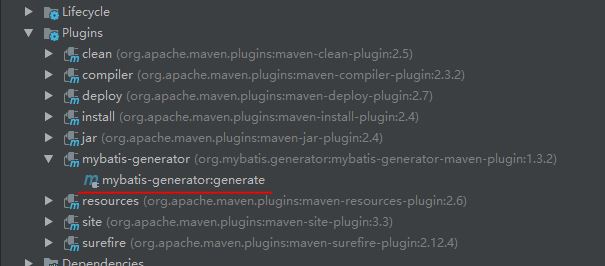 Lifecycle
Plugins
clean (org.apache.maven.plugins:maven-clean-plugin:2.5)
compiler (org.apache.maven.plugins:maven-compiler-plugin:2.3.2)
deploy (org.apache.maven.plugins:maven-deploy-plugin:2.7)
install (org.apache.maven.plugins:maven-install-plugin:2.4)
jar (org.apache.maven.plugins:maven-jar-plugin:2.4)
mybatis-generator (org.mybatis.generator:mybatis-generator-maven-plugin:1.3.2)
mybatis-generator:generate
resources (org.apache.maven.plugins:maven-resources-plugin:2.6)
site (org.apache.maven.plugins:maven-site-plugin:3.3)
surefire (org.apache.maven.plugins:maven-surefire-plugin:2.12.4)
Dependencies